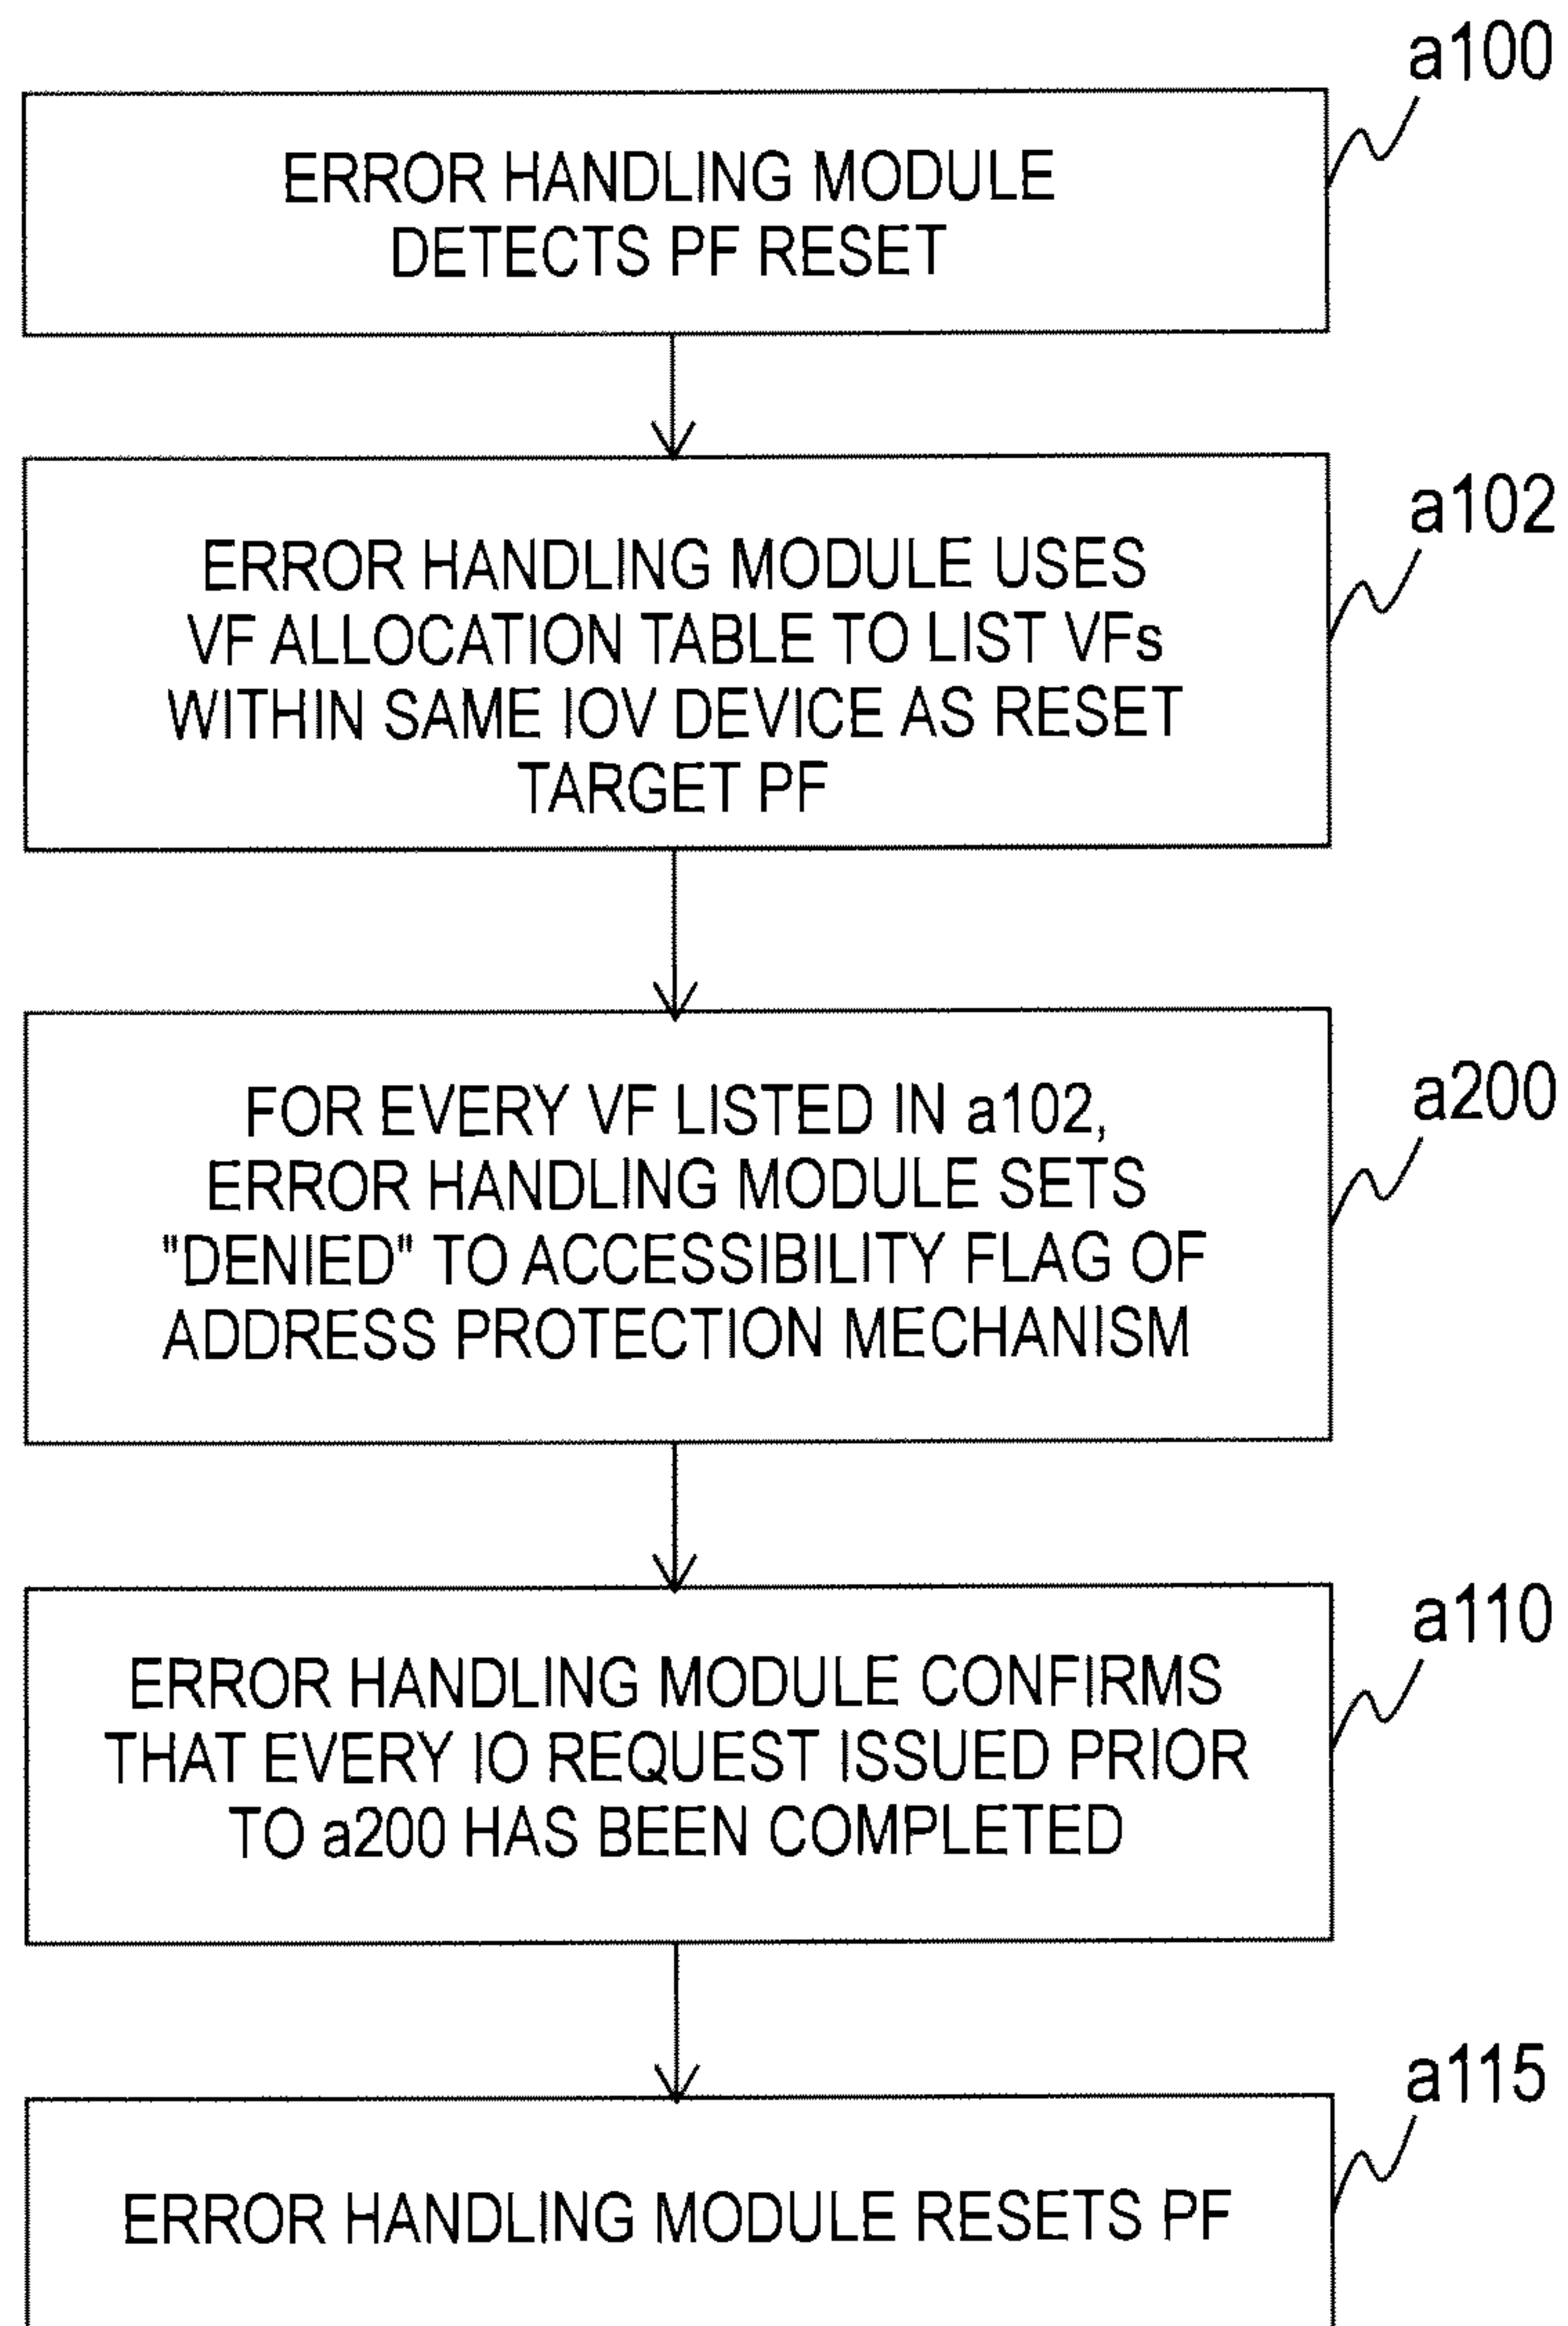 a100
ERROR HANDLING MODULE
DETECTS PF RESET
a102
ERROR HANDLING MODULE USES
VF ALLOCATION TABLE TO LIST VFs
WITHIN SAME IOV DEVICE AS RESET
TARGET PF
a200
FOR EVERY VF LISTED IN a102,
ERROR HANDLING MODULE SETS
"DENIED" TO ACCESSIBILITY FLAG OF
ADDRESS PROTECTION MECHANISM
a110
ERROR HANDLING MODULE CONFIRMS
THAT EVERY IO REQUEST ISSUED PRIOR
TO a200 HAS BEEN COMPLETED
a115
ERROR HANDLING MODULE RESETS PF